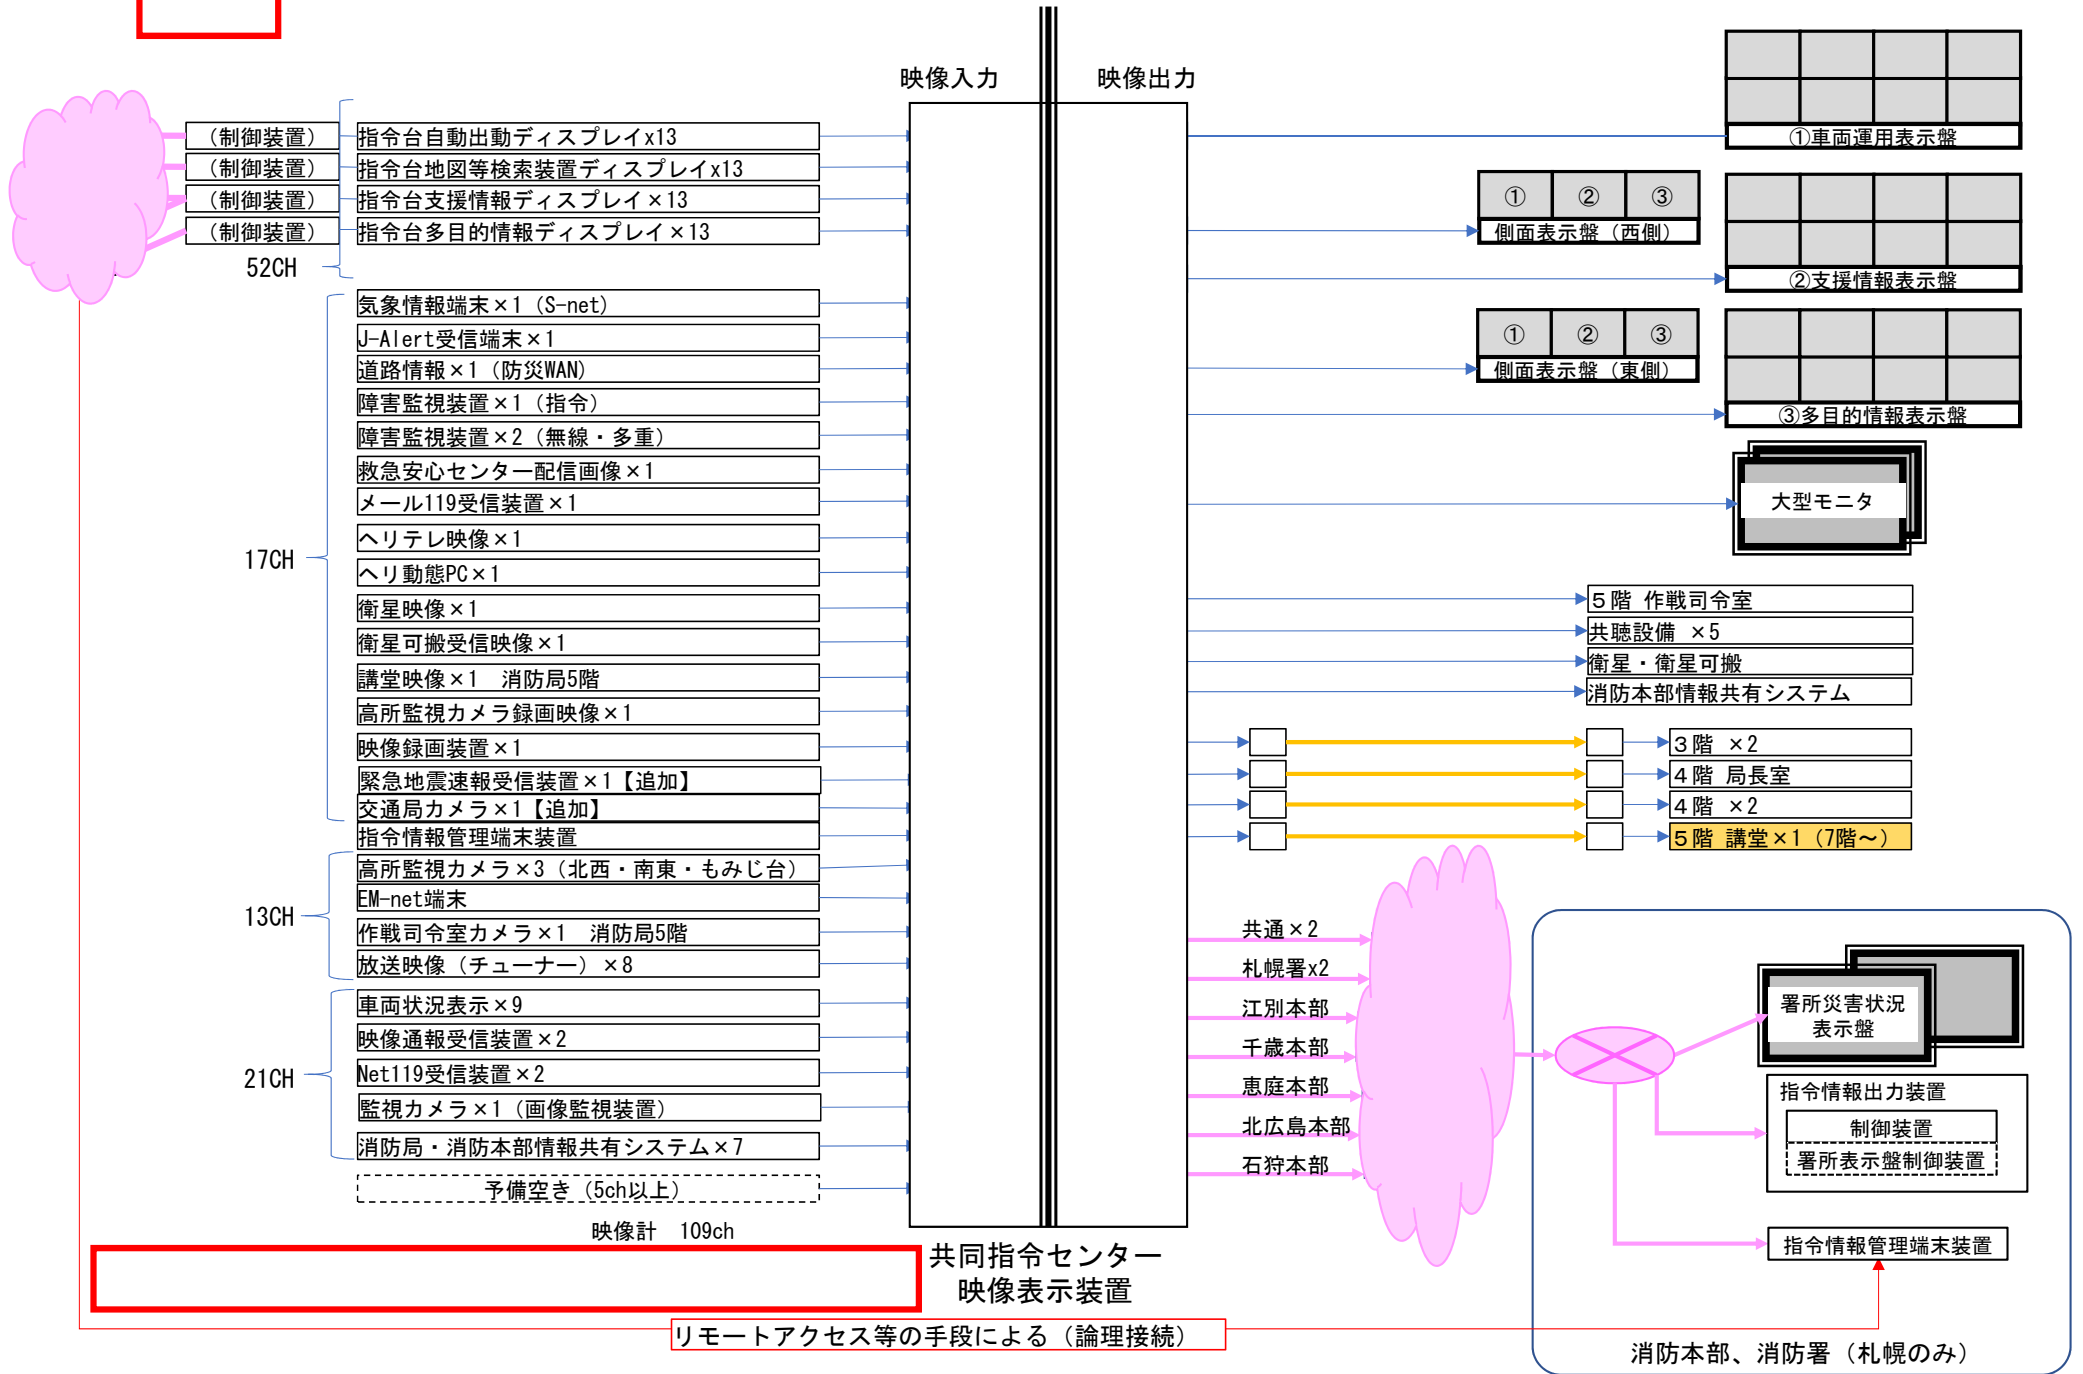 映像入力
映像出力
（制御装置）
指令台自動出動ディスプレイx13
（制御装置）
指令台地図等検索装置ディスプレイx13
（制御装置）
指令台支援情報ディスプレイ×13
（制御装置）
指令台多目的情報ディスプレイ×13
52CH
気象情報端末×1（S-net）
J-Alert受信端末×1
道路情報×1（防災WAN）
障害監視装置×1（指令）
障害監視装置×2（無線・多重）
救急安心センター配信画像×1
メール119受信装置×1
ヘリテレ映像×1
17CH
ヘリ動態PC×1
衛星映像×1
衛星可搬受信映像×1
講堂映像×1　消防局5階
高所監視カメラ録画映像×1
映像録画装置×1
緊急地震速報受信装置×1【追加】
交通局カメラ×1【追加】
指令情報管理端末装置
高所監視カメラ×3（北西・南東・もみじ台）
EM-net端末
13CH
作戦司令室カメラ×1　消防局5階
放送映像（チューナー）×8
車両状況表示×9
映像通報受信装置×2
Net119受信装置×2
21CH
監視カメラ×1（画像監視装置）
消防局・消防本部情報共有システム×7
予備空き（5ch以上）
映像計　109ch
共同指令センター
映像表示装置
リモートアクセス等の手段による（論理接続）
①車両運用表示盤
① ② ③
側面表示盤（西側）
②支援情報表示盤
① ② ③
側面表示盤（東側）
③多目的情報表示盤
大型モニタ
５階 作戦司令室
共聴設備 ×5
衛星・衛星可搬
消防本部情報共有システム
３階 ×2
４階 局長室
４階 ×2
５階 講堂×1（7階～）
共通×2
札幌署x2
江別本部
千歳本部
恵庭本部
北広島本部
石狩本部
署所災害状況
表示盤
指令情報出力装置
制御装置
署所表示盤制御装置
指令情報管理端末装置
消防本部、消防署（札幌のみ）